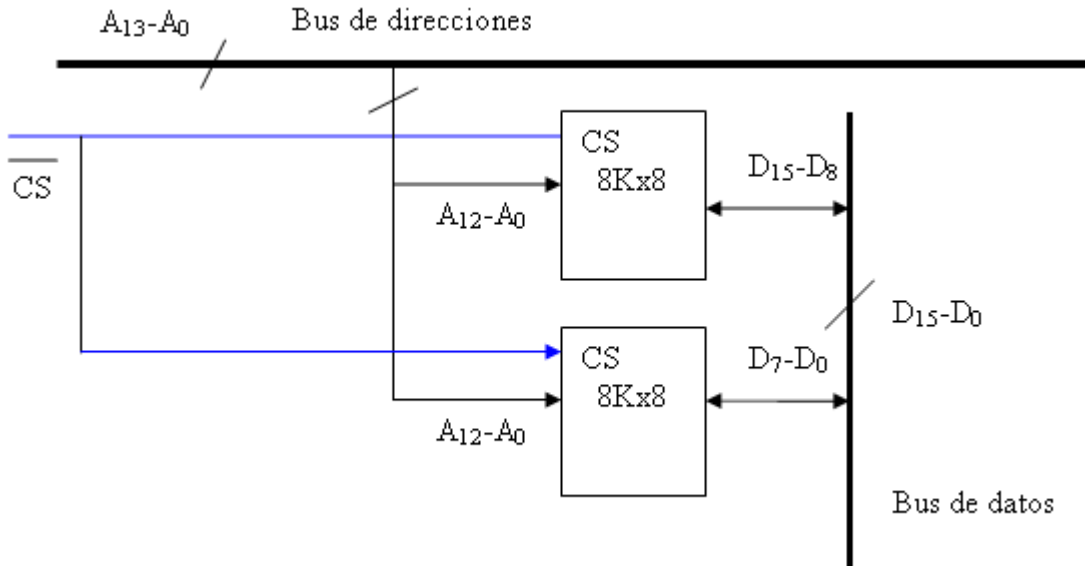 A₁₃-A₀
Bus de direcciones
CS
CS
8Kx8
D₁₅-D₈
A₁₂-A₀
D₁₅-D₀
CS
8Kx8
D₇-D₀
A₁₂-A₀
Bus de datos